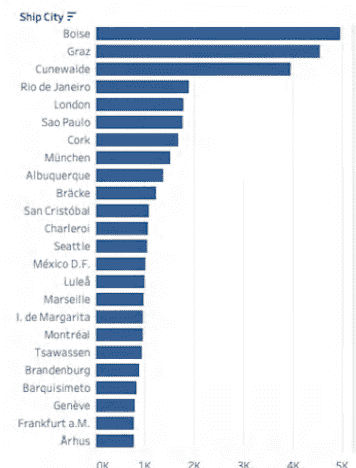 Ship City
Boise
Graz
Cunewalde
Rio de Janeiro
London
Sao Paulo
Cork
München
Albuquerque
Bräcke
San Cristóbal
Charleroi
Seattle
México D.F.
Luleå
Marseille
I. de Margarita
Montréal
Tsawassen
Brandenburg
Barquisimeto
Genève
Frankfurt a.M.
Århus
0K 1K 2K 3K 4K 5K